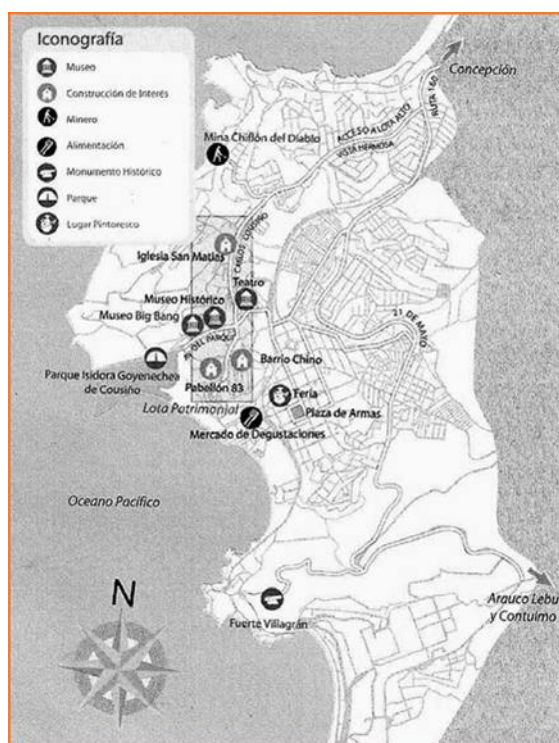 Iconografía
Museo
Construcción de Interés
Minero
Alimentación
Monumento Histórico
Parque
Lugar Pintoresco
Concepción
RUTA 160
ACCESO A LOTA ALTO
VISTA HERMOSA
Mina Chiflón del Diablo
CARLOS COUSIÑO
Iglesia San Matías
Teatro
Museo Histórico
Museo Big Bang
21 DE MAYO
DEL PARQUE
Barrio Chino
Parque Isidora Goyenechea
de Cousiño
Pabellón 83
Feria
Lota Patrimonial
Plaza de Armas
Mercado de Degustaciones
Oceano Pacífico
N
Arauco Lebu
y Contulmo
Fuerte Villagrán